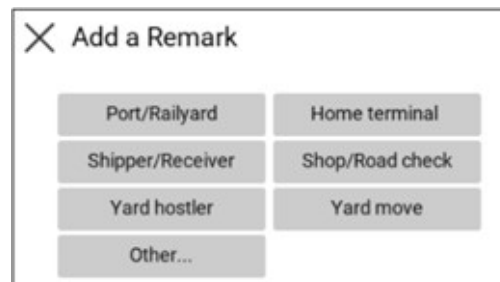 Add a Remark
Port/Railyard
Home terminal
Shipper/Receiver
Shop/Road check
Yard hostler
Yard move
Other...